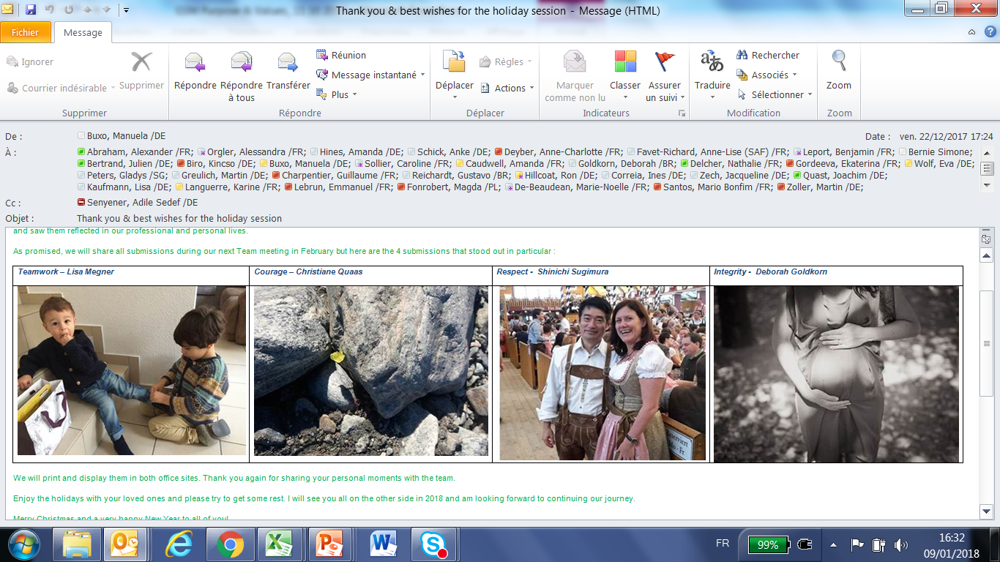 Thank you & best wishes for the holiday session - Message (HTML)
Fichier Message
Ignorer
Courrier indésirable
Supprimer
Supprimer
Répondre
Répondre à tous
Transférer
Réunion
Message instantané
Plus
Répondre
Déplacer
Règles
Actions
Déplacer
Marquer comme non lu
Classer
Assurer un suivi
Indicateurs
Traduire
Rechercher
Associés
Sélectionner
Modification
Zoom
Zoom
De : Buxo, Manuela /DE Date : ven. 22/12/2017 17:24
À : Abraham, Alexander /FR; Orgler, Alessandra /FR; Hines, Amanda /DE; Schick, Anke /DE; Deyber, Anne-Charlotte /FR; Favet-Richard, Anne-Lise (SAF) /FR; Leport, Benjamin /FR; Bernie Simone;
Bertrand, Julien /DE; Biro, Kincso /DE; Buxo, Manuela /DE; Sollier, Caroline /FR; Caudwell, Amanda /FR; Goldkorn, Deborah /BR; Delcher, Nathalie /FR; Gordeeva, Ekaterina /FR; Wolf, Eva /DE;
Peters, Gladys /SG; Greulich, Martin /DE; Charpentier, Guillaume /FR; Reichardt, Gustavo /BR; Hillcoat, Ron /DE; Correia, Ines /DE; Zech, Jacqueline /DE; Quast, Joachim /DE;
Kaufmann, Lisa /DE; Languerre, Karine /FR; Lebrun, Emmanuel /FR; Fonrobert, Magda /PL; De-Beaudean, Marie-Noelle /FR; Santos, Mario Bonfim /FR; Zoller, Martin /DE;
Cc : Senyener, Adile Sedef /DE
Objet : Thank you & best wishes for the holiday session
and saw them reflected in our professional and personal lives.
As promised, we will share all submissions during our next Team meeting in February but here are the 4 submissions that stood out in particular :
Teamwork – Lisa Megner
Courage – Christiane Quaas
Respect - Shinichi Sugimura
Integrity - Deborah Goldkorn
We will print and display them in both office sites. Thank you again for sharing your personal moments with the team.
Enjoy the holidays with your loved ones and please try to get some rest. I will see you all on the other side in 2018 and am looking forward to continuing our journey.
Merry Christmas and a very happy New Year to all of you!
FR 99% 16:32
09/01/2018